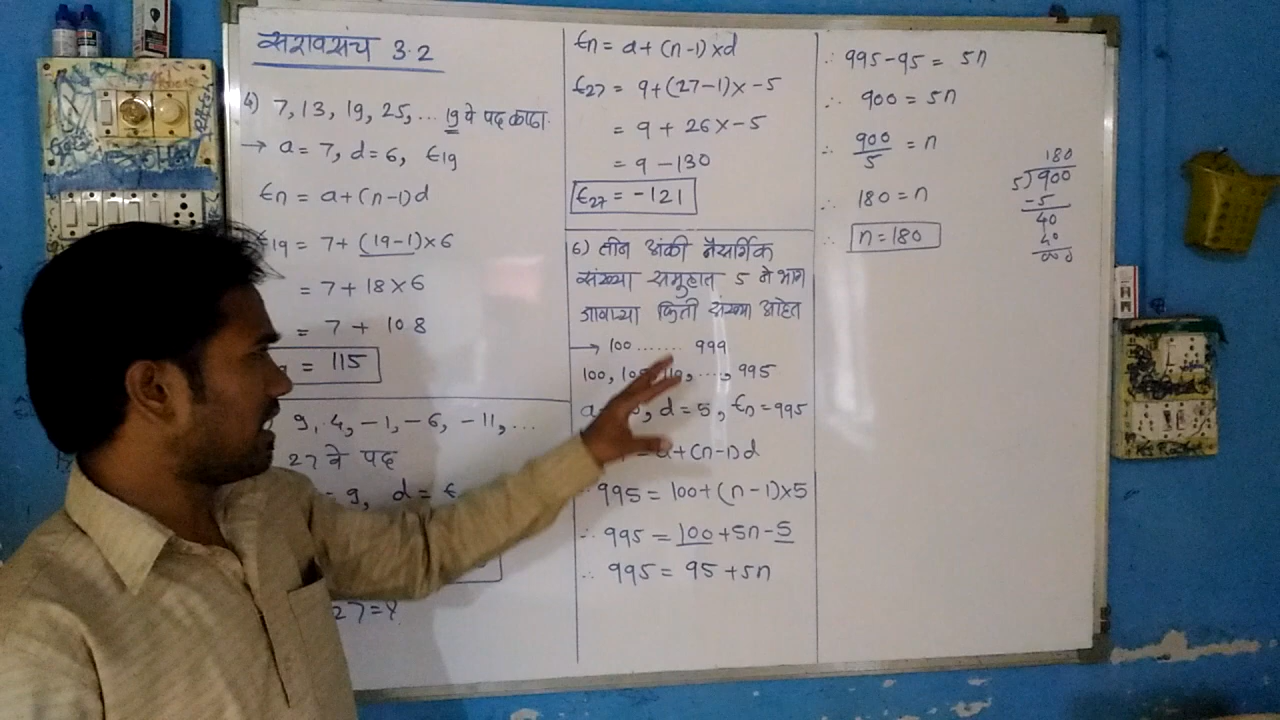 सरावसंच 3.2
4) 7, 13, 19, 25, ... 19 वे पद काढा.
→ a = 7, d = 6, t19
tn = a + (n-1) d
19 = 7 + (19-1) × 6
= 7 + 18 × 6
= 7 + 108
= 115
9, 4, -1, -6, -11, ...
27 वे पद
9, d =
27 =
tn = a + (n-1) × d
t27 = 9 + (27-1) × -5
= 9 + 26 × -5
= 9 - 130
t27 = -121
6) तीन अंकी नैसर्गिक
संख्या समुहात 5 ने भाग
जाणाऱ्या किती संख्या आहेत
→ 100 ....... 999
100, 110, ...., 995
d = 5, tn = 995
a + (n-1) d
995 = 100 + (n-1) × 5
∴ 995 = 100 + 5n - 5
∴ 995 = 95 + 5n
∴ 995 - 95 = 5n
∴ 900 = 5n
∴ 900/5 = n
∴ 180 = n
∴ n = 180
180
5) 900
-5
40
40
000